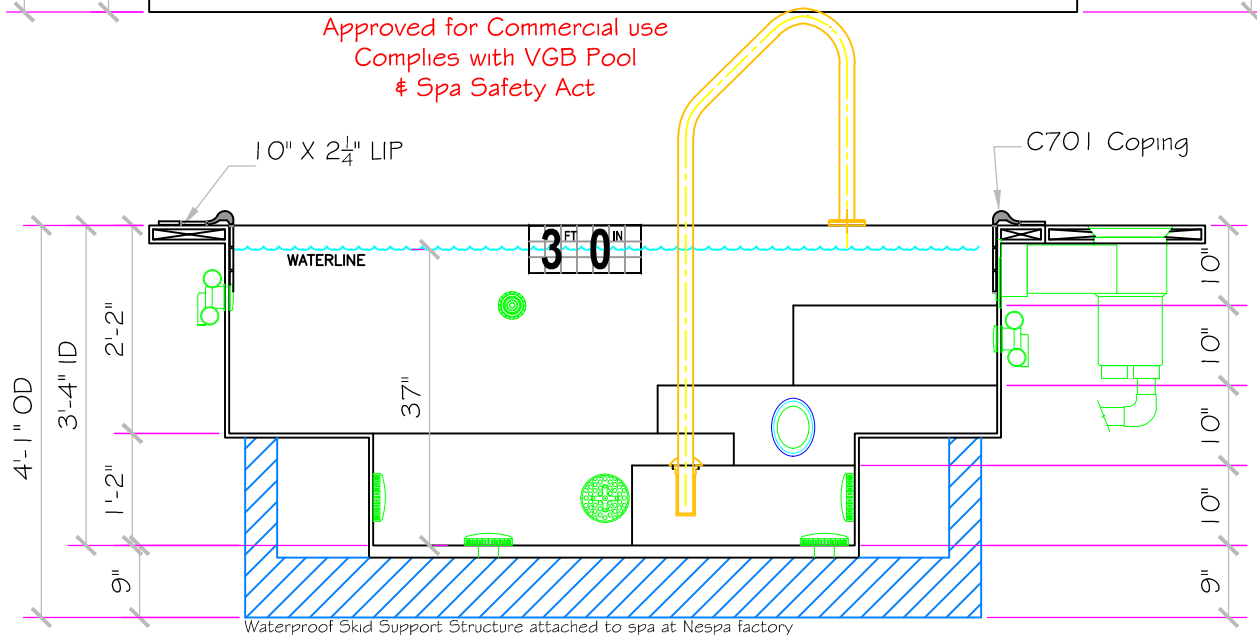 Approved for Commercial use
Complies with VGB Pool
& Spa Safety Act
10" X 2¼" LIP
C701 Coping
3 FT 0 IN
WATERLINE
4'-1" OD
3'-4" ID
2'-2"
1'-2"
9"
37"
10"
10"
10"
10"
9"
Waterproof Skid Support Structure attached to spa at Nespa factory